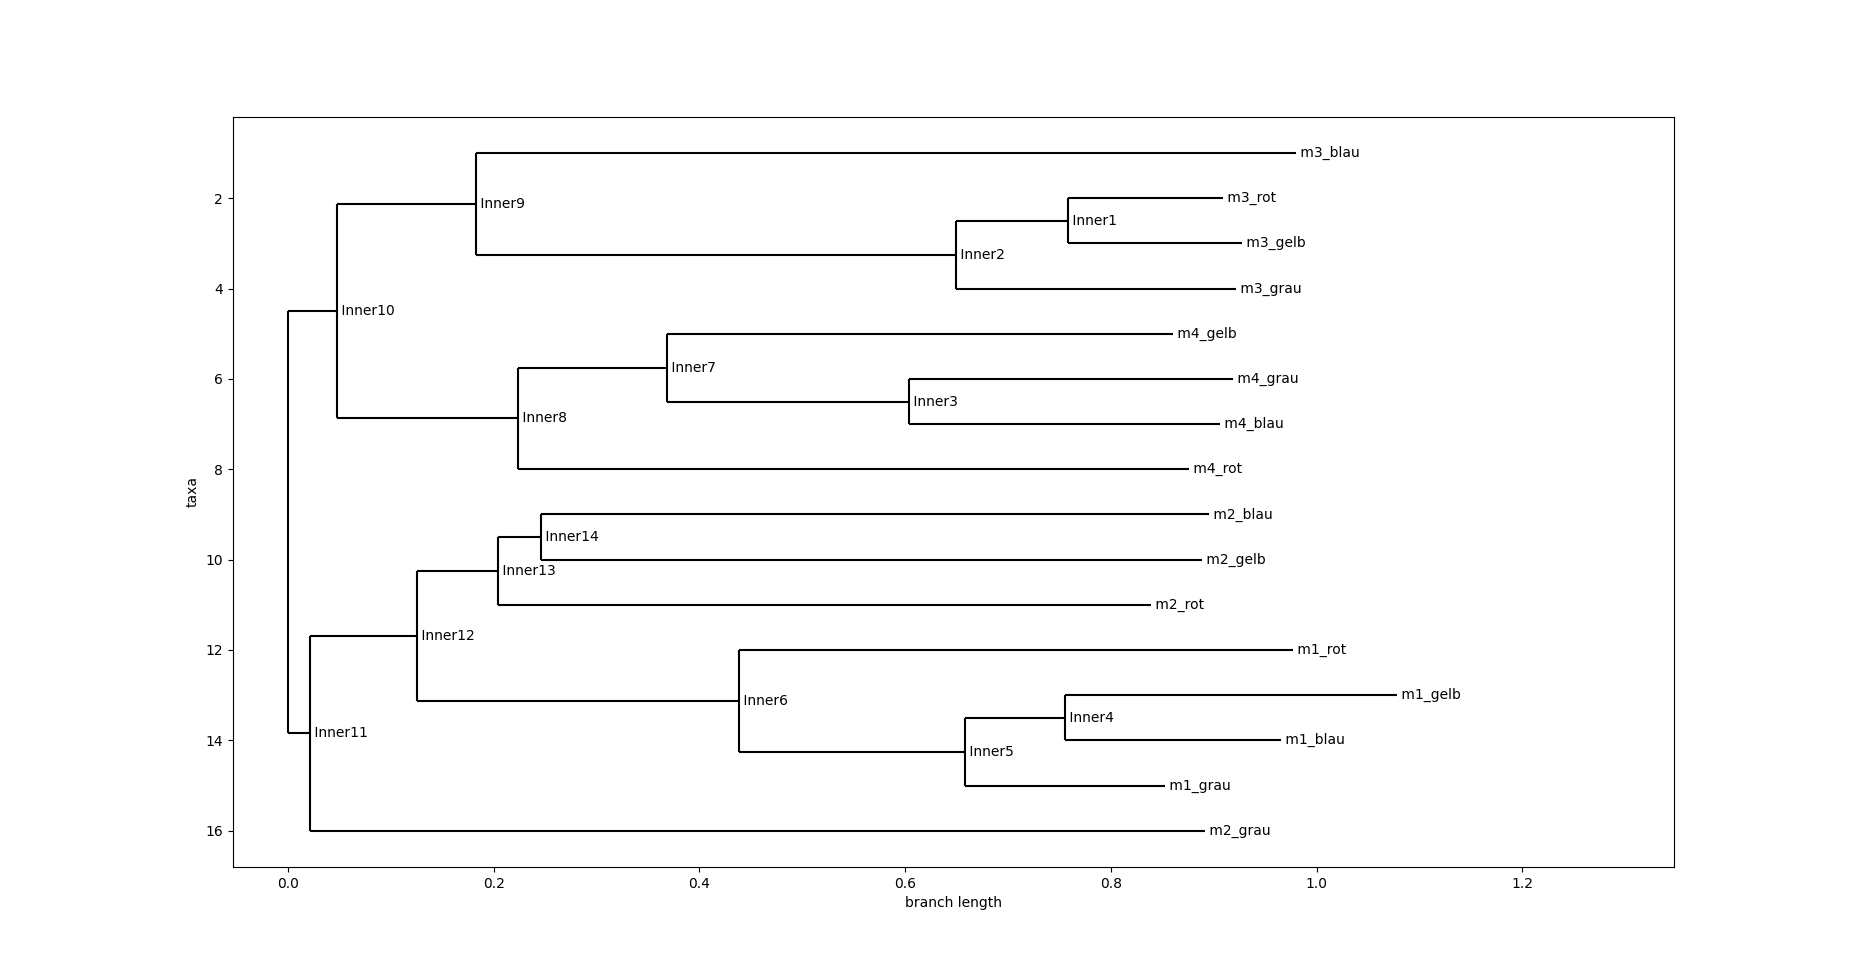 m3_blau
m3_rot
2
Inner9
Inner1
m3_gelb
Inner2
4
m3_grau
Inner10
m4_gelb
Inner7
6
m4_grau
Inner3
Inner8
m4_blau
8
m4_rot
taxa
m2_blau
Inner14
10
m2_gelb
Inner13
m2_rot
Inner12
12
m1_rot
m1_gelb
Inner6
Inner4
Inner11
14
m1_blau
Inner5
m1_grau
16
m2_grau
0.0 0.2 0.4 0.6 0.8 1.0 1.2
branch length